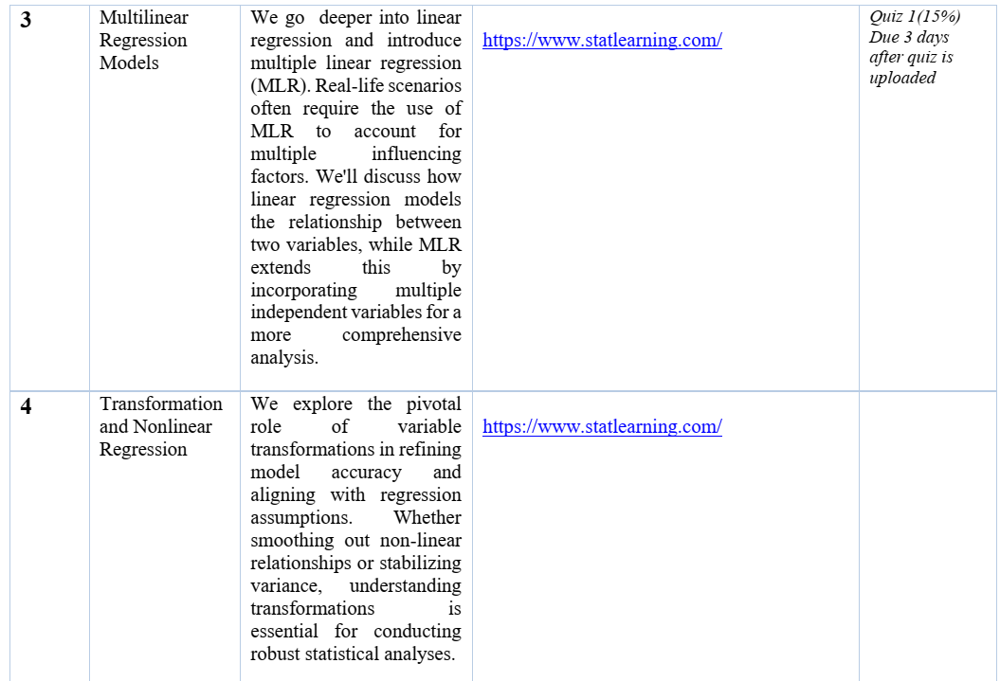 3
Multilinear
Regression
Models
We go deeper into linear
regression and introduce
multiple linear regression
(MLR). Real-life scenarios
often require the use of
MLR to account for
multiple influencing
factors. We'll discuss how
linear regression models
the relationship between
two variables, while MLR
extends this by
incorporating multiple
independent variables for a
more comprehensive
analysis.
https://www.statlearning.com/
Quiz 1(15%)
Due 3 days
after quiz is
uploaded
4
Transformation
and Nonlinear
Regression
We explore the pivotal
role of variable
transformations in refining
model accuracy and
aligning with regression
assumptions. Whether
smoothing out non-linear
relationships or stabilizing
variance, understanding
transformations is
essential for conducting
robust statistical analyses.
https://www.statlearning.com/